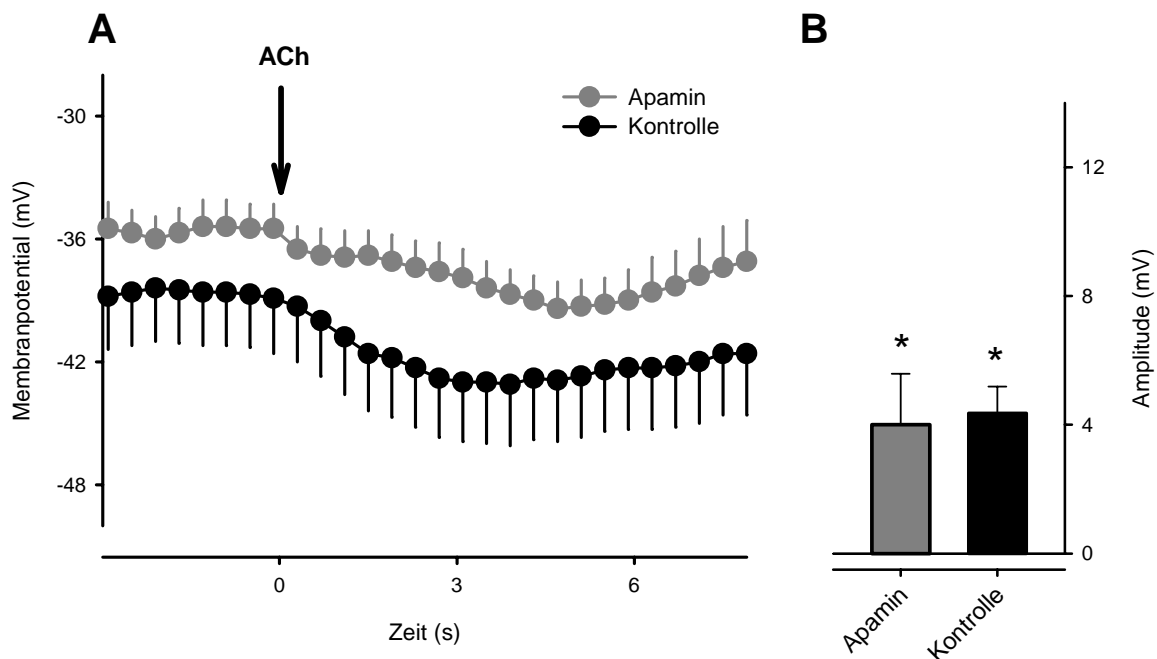 A
ACh
Apamin
Kontrolle
-30
-36
-42
-48
Membranpotential (mV)
0
3
6
Zeit (s)
B
12
8
4
0
Amplitude (mV)
*
*
Apamin
Kontrolle